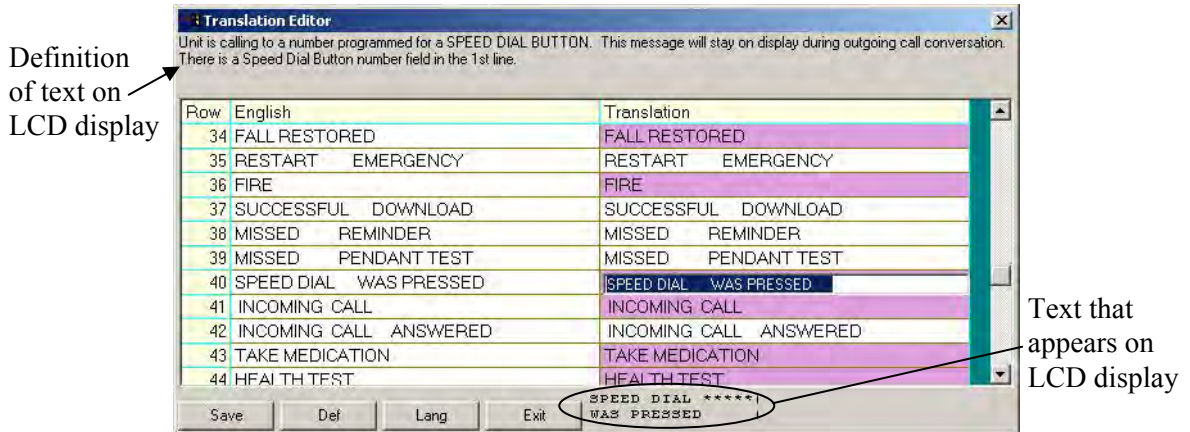 Translation Editor
Unit is calling to a number programmed for a SPEED DIAL BUTTON. This message will stay on display during outgoing call conversation.
There is a Speed Dial Button number field in the 1st line.
Definition
of text on
LCD display
Row English Translation
34 FALL RESTORED FALL RESTORED
35 RESTART EMERGENCY RESTART EMERGENCY
36 FIRE FIRE
37 SUCCESSFUL DOWNLOAD SUCCESSFUL DOWNLOAD
38 MISSED REMINDER MISSED REMINDER
39 MISSED PENDANT TEST MISSED PENDANT TEST
40 SPEED DIAL WAS PRESSED SPEED DIAL WAS PRESSED
41 INCOMING CALL INCOMING CALL
42 INCOMING CALL ANSWERED INCOMING CALL ANSWERED
43 TAKE MEDICATION TAKE MEDICATION
44 HEALTH TEST HEALTH TEST
Text that
appears on
LCD display
Save Def Lang Exit
SPEED DIAL *****|
WAS PRESSED |